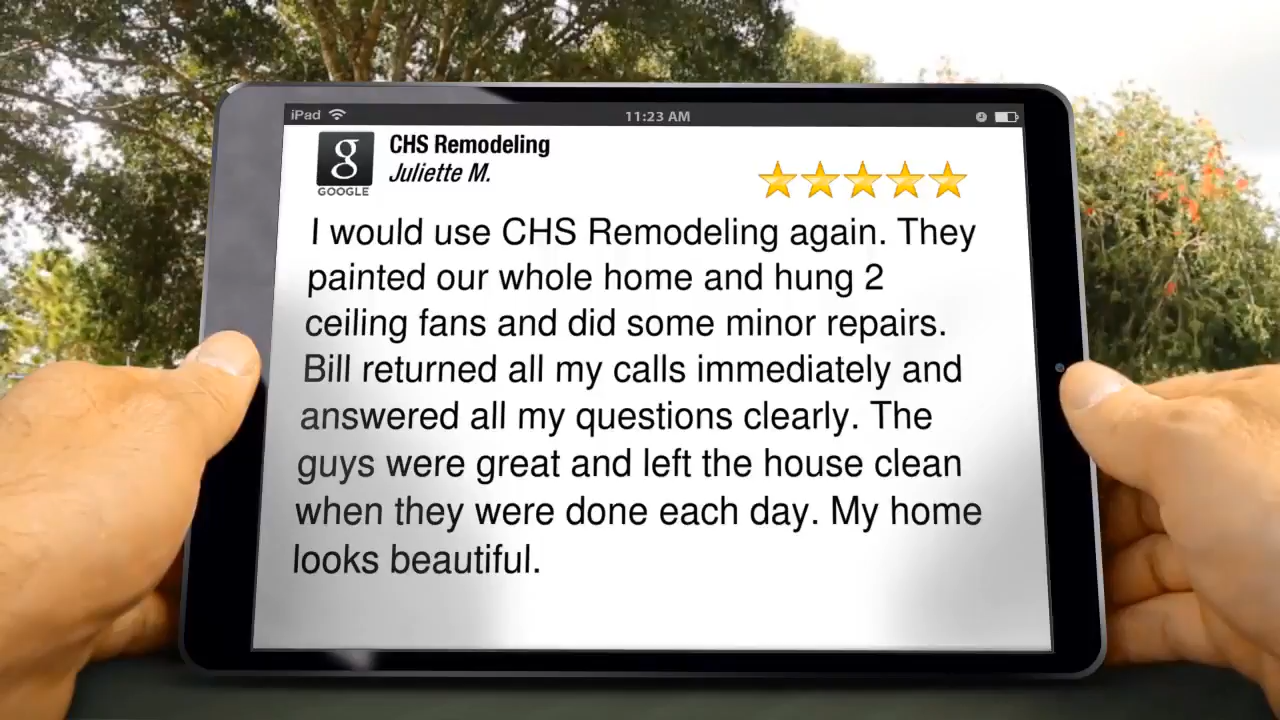 iPad 11:23 AM
CHS Remodeling
Juliette M.
g
GOOGLE
I would use CHS Remodeling again. They
painted our whole home and hung 2
ceiling fans and did some minor repairs.
Bill returned all my calls immediately and
answered all my questions clearly. The
guys were great and left the house clean
when they were done each day. My home
looks beautiful.